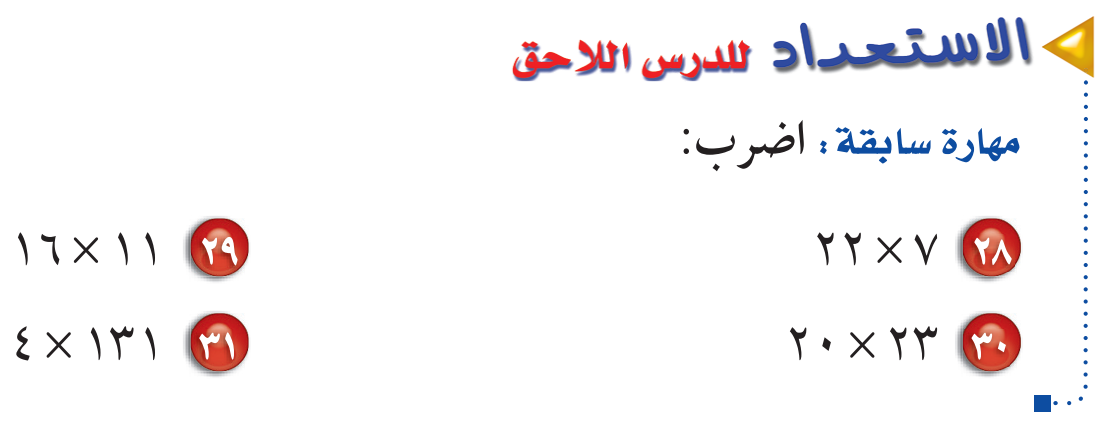 الاستعداد للدرس اللاحق
مهارة سابقة: اضرب:
٢٨ ٧ × ٢٢ ٢٩ ١١ × ١٦
٣٠ ٢٣ × ٢٠ ٣١ ١٣١ × ٤